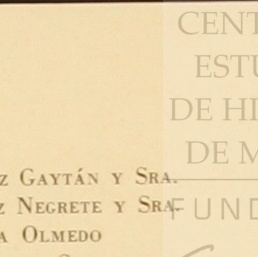 CENT
ESTU
DE HI
DE M
FUND
Z GAYTÁN Y SRA.
Z NEGRETE Y SRA.
A OLMEDO